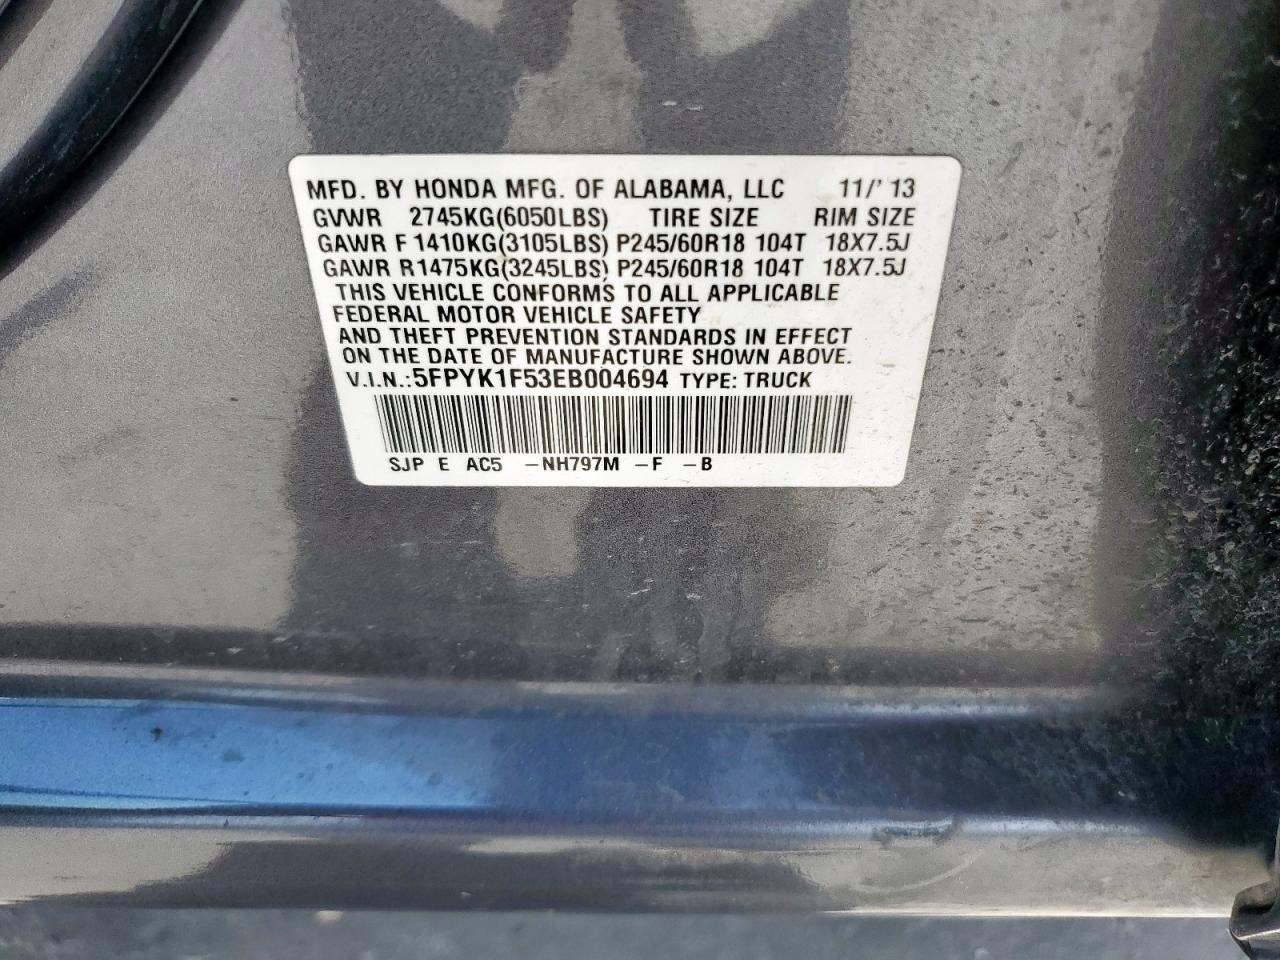 MFD. BY HONDA MFG. OF ALABAMA, LLC 11/'13
GVWR 2745KG(6050LBS) TIRE SIZE RIM SIZE
GAWR F 1410KG(3105LBS) P245/60R18 104T 18X7.5J
GAWR R1475KG(3245LBS) P245/60R18 104T 18X7.5J
THIS VEHICLE CONFORMS TO ALL APPLICABLE
FEDERAL MOTOR VEHICLE SAFETY
AND THEFT PREVENTION STANDARDS IN EFFECT
ON THE DATE OF MANUFACTURE SHOWN ABOVE.
V.I.N.:5FPYK1F53EB004694 TYPE: TRUCK
SJP E AC5 -NH797M -F -B